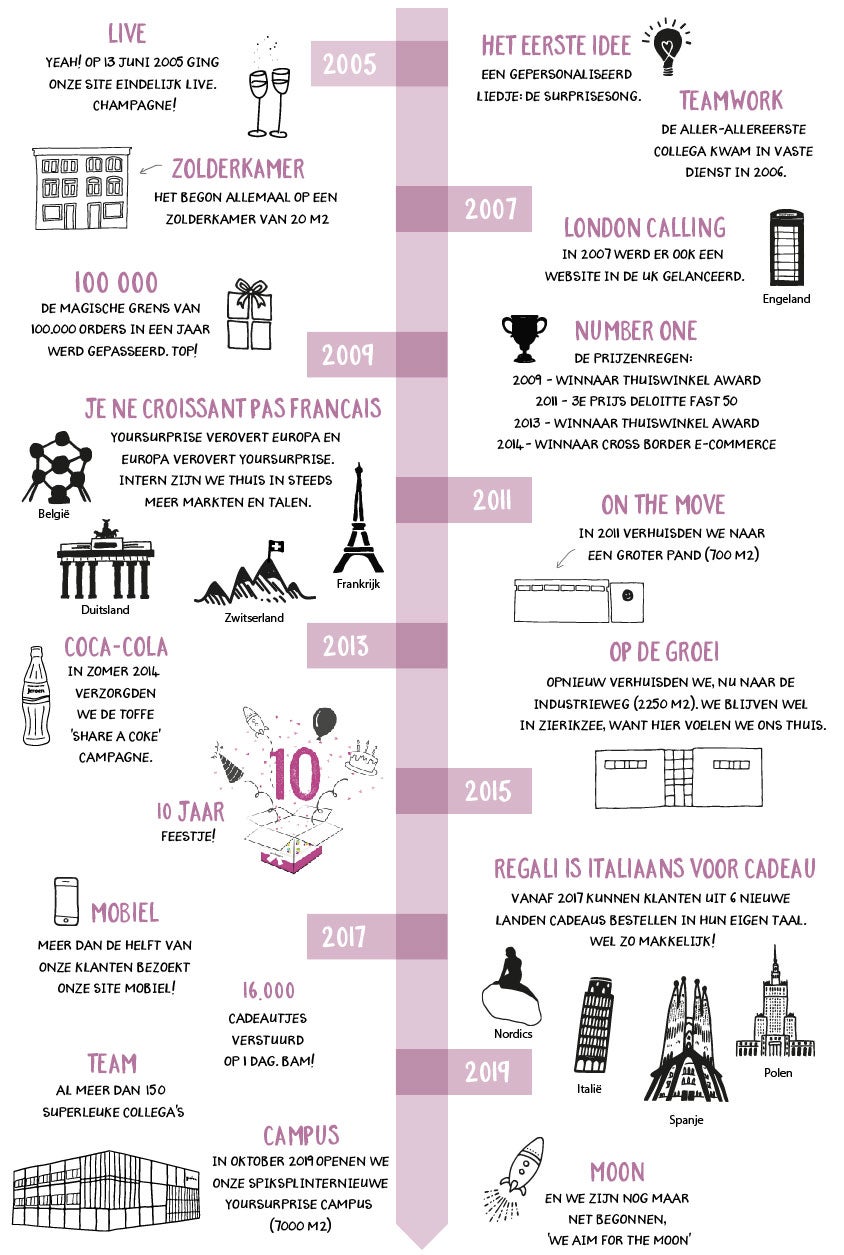 LIVE
YEAH! OP 13 JUNI 2005 GING
ONZE SITE EINDELIJK LIVE.
CHAMPAGNE!
2005
HET EERSTE IDEE
EEN GEPERSONALISEERD
LIEDJE: DE SURPRISESONG.
TEAMWORK
DE ALLER-ALLEREERSTE
COLLEGA KWAM IN VASTE
DIENST IN 2006.
ZOLDERKAMER
HET BEGON ALLEMAAL OP EEN
ZOLDERKAMER VAN 20 M2
2007
LONDON CALLING
IN 2007 WERD ER OOK EEN
WEBSITE IN DE UK GELANCEERD.
Engeland
100 000
DE MAGISCHE GRENS VAN
100.000 ORDERS IN EEN JAAR
WERD GEPASSEERD. TOP!
2009
NUMBER ONE
DE PRIJZENREGEN:
2009 - WINNAAR THUISWINKEL AWARD
2011 - 3E PRIJS DELOITTE FAST 50
2013 - WINNAAR THUISWINKEL AWARD
2014 - WINNAAR CROSS BORDER E-COMMERCE
JE NE CROISSANT PAS FRANCAIS
YOURSURPRISE VEROVERT EUROPA EN
EUROPA VEROVERT YOURSURPRISE.
INTERN ZIJN WE THUIS IN STEEDS
MEER MARKTEN EN TALEN.
België
Duitsland
Zwitserland
Frankrijk
2011
ON THE MOVE
IN 2011 VERHUISDEN WE NAAR
EEN GROTER PAND (700 M2)
2013
COCA-COLA
IN ZOMER 2014
VERZORGDEN
WE DE TOFFE
'SHARE A COKE'
CAMPAGNE.
Jeroen
OP DE GROEI
OPNIEUW VERHUISDEN WE, NU NAAR DE
INDUSTRIEWEG (2250 M2). WE BLIJVEN WEL
IN ZIERIKZEE, WANT HIER VOELEN WE ONS THUIS.
10
10 JAAR
FEESTJE!
2015
REGALI IS ITALIAANS VOOR CADEAU
VANAF 2017 KUNNEN KLANTEN UIT 6 NIEUWE
LANDEN CADEAUS BESTELLEN IN HUN EIGEN TAAL.
WEL ZO MAKKELIJK!
Nordics
Italië
Spanje
Polen
MOBIEL
MEER DAN DE HELFT VAN
ONZE KLANTEN BEZOEKT
ONZE SITE MOBIEL!
2017
16.000
CADEAUTJES
VERSTUURD
OP 1 DAG. BAM!
2019
TEAM
AL MEER DAN 150
SUPERLEUKE COLLEGA'S
CAMPUS
IN OKTOBER 2019 OPENEN WE
ONZE SPIKSPLINTERNIEUWE
YOURSURPRISE CAMPUS
(7000 M2)
MOON
EN WE ZIJN NOG MAAR
NET BEGONNEN,
'WE AIM FOR THE MOON'